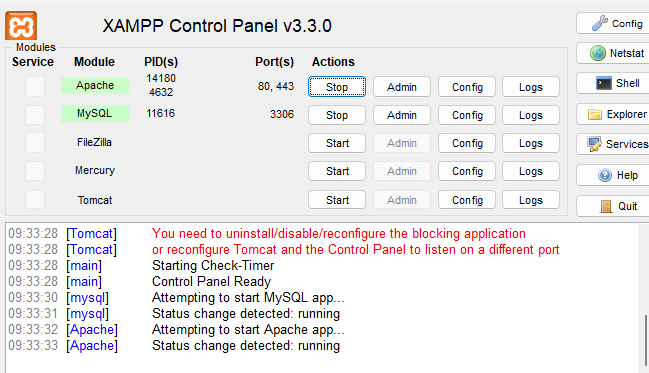 XAMPP Control Panel v3.3.0
Config
Modules
Service Module PID(s) Port(s) Actions
Netstat
Apache 14180 4632 80, 443 Stop Admin Config Logs
Shell
MySQL 11616 3306 Stop Admin Config Logs
Explorer
FileZilla Start Admin Config Logs
Services
Mercury Start Admin Config Logs
Help
Tomcat Start Admin Config Logs
Quit
09:33:28 [Tomcat] You need to uninstall/disable/reconfigure the blocking application
09:33:28 [Tomcat] or reconfigure Tomcat and the Control Panel to listen on a different port
09:33:28 [main] Starting Check-Timer
09:33:28 [main] Control Panel Ready
09:33:30 [mysql] Attempting to start MySQL app...
09:33:31 [mysql] Status change detected: running
09:33:32 [Apache] Attempting to start Apache app...
09:33:33 [Apache] Status change detected: running